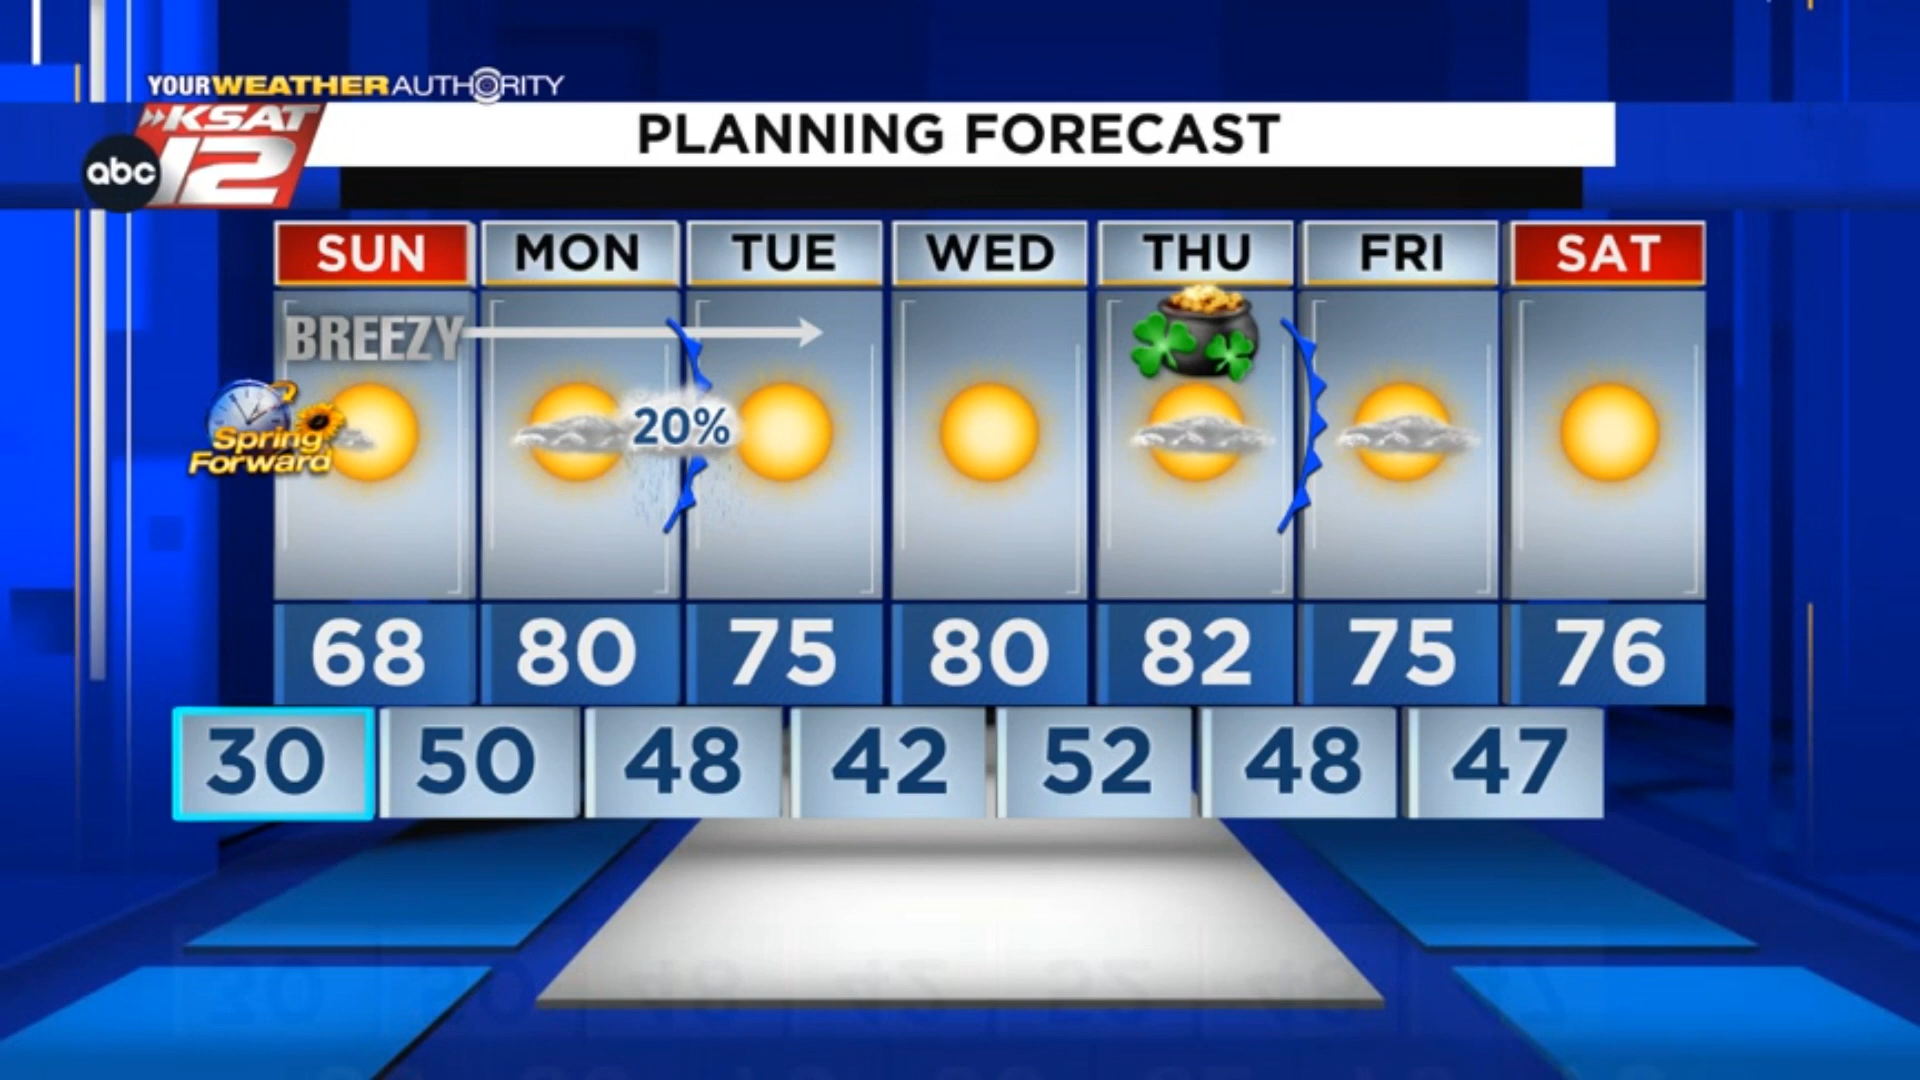 YOURWEATHERAUTHORITY
KSAT
abc 12
PLANNING FORECAST
SUN MON TUE WED THU FRI SAT
BREEZY
20%
Spring
Forward
68 80 75 80 82 75 76
30 50 48 42 52 48 47